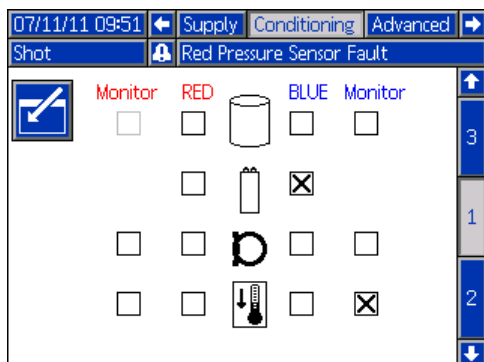 07/11/11 09:51 Supply Conditioning Advanced
Shot Red Pressure Sensor Fault
Monitor RED BLUE Monitor
3
1
2